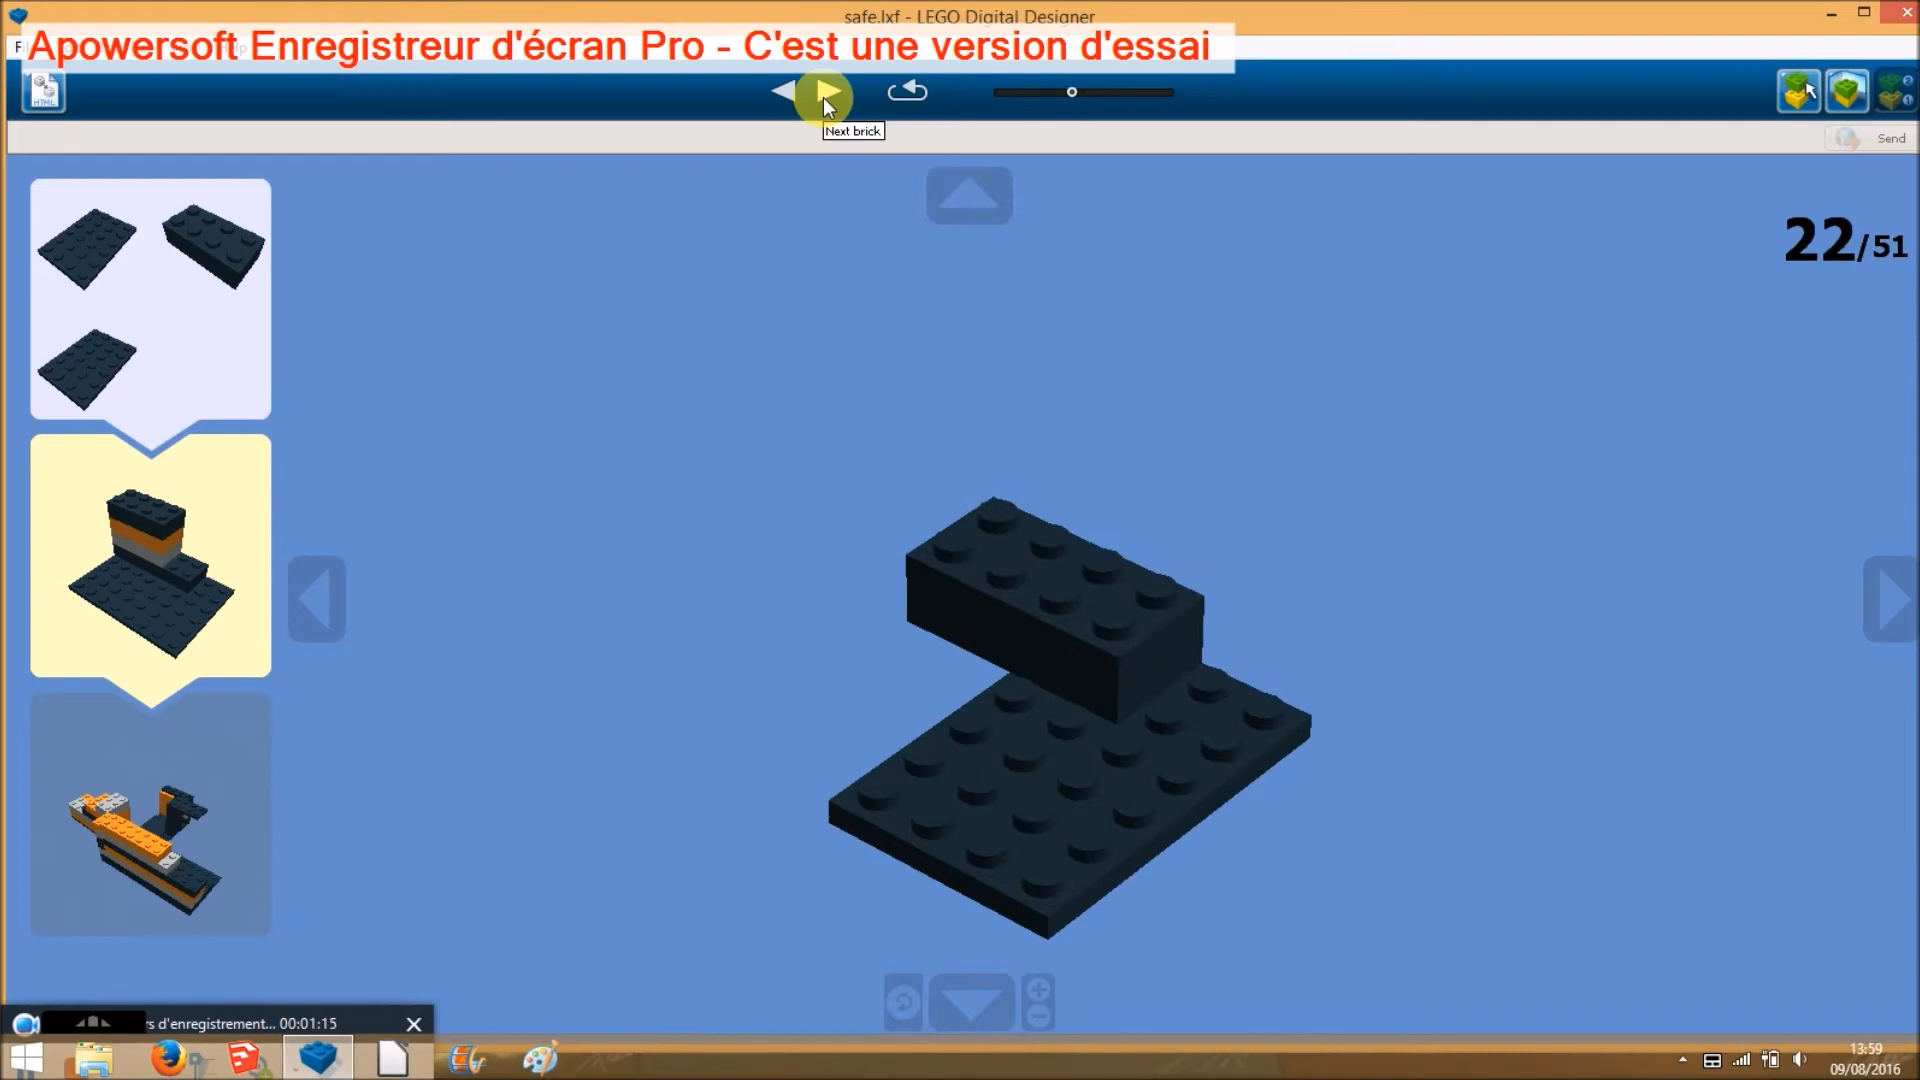 safe.lxf - LEGO Digital Designer
Apowersoft Enregistreur d'écran Pro - C'est une version d'essai
HTML
Next brick
Send
22/51
s d'enregistrement... 00:01:15
13:59
09/08/2016